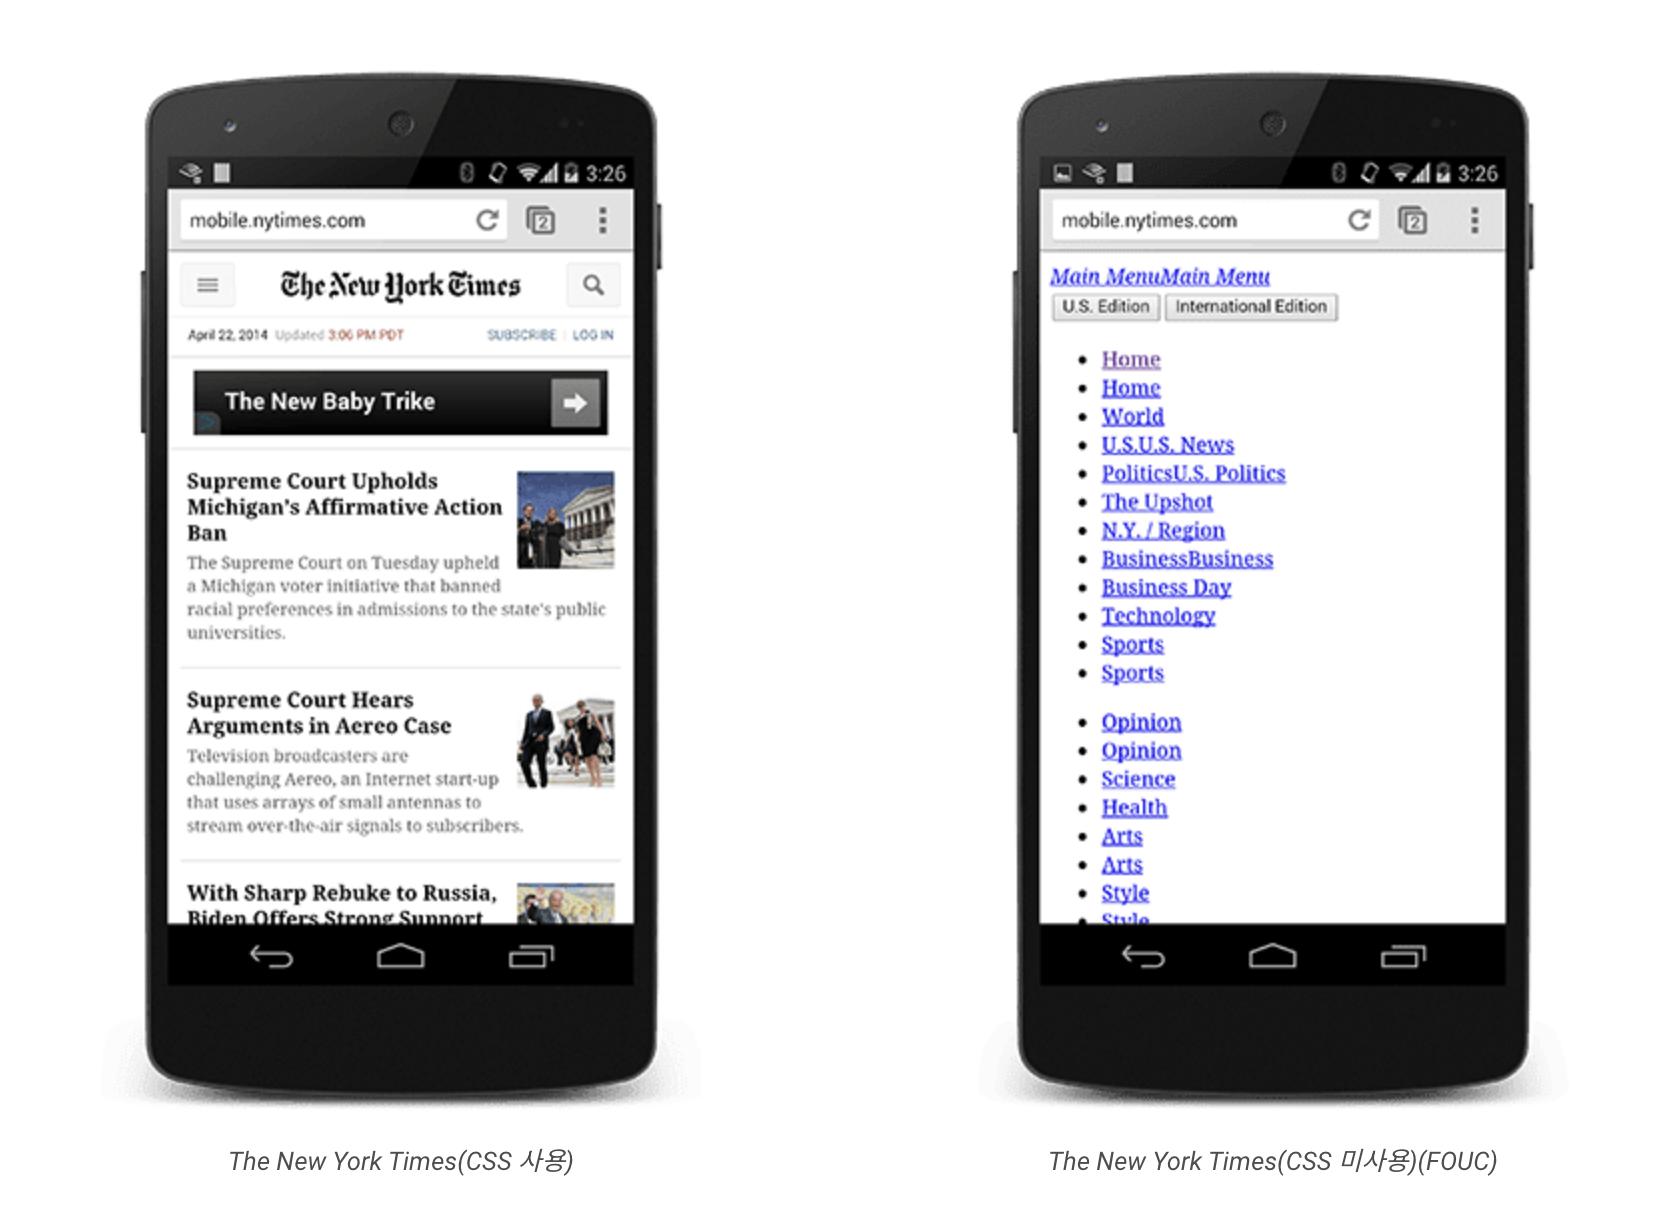 3:26
mobile.nytimes.com
2
The New York Times
April 22, 2014 Updated 3:06 PM PDT SUBSCRIBE | LOG IN
The New Baby Trike
Supreme Court Upholds
Michigan's Affirmative Action
Ban
The Supreme Court on Tuesday upheld
a Michigan voter initiative that banned
racial preferences in admissions to the state's public
universities.
Supreme Court Hears
Arguments in Aereo Case
Television broadcasters are
challenging Aereo, an Internet start-up
that uses arrays of small antennas to
stream over-the-air signals to subscribers.
With Sharp Rebuke to Russia,
Biden Offers Strong Support
The New York Times(CSS 사용)
3:26
mobile.nytimes.com
2
Main MenuMain Menu
U.S. Edition International Edition
Home
Home
World
U.S.U.S. News
PoliticsU.S. Politics
The Upshot
N.Y. / Region
BusinessBusiness
Business Day
Technology
Sports
Sports
Opinion
Opinion
Science
Health
Arts
Arts
Style
Style
The New York Times(CSS 미사용)(FOUC)